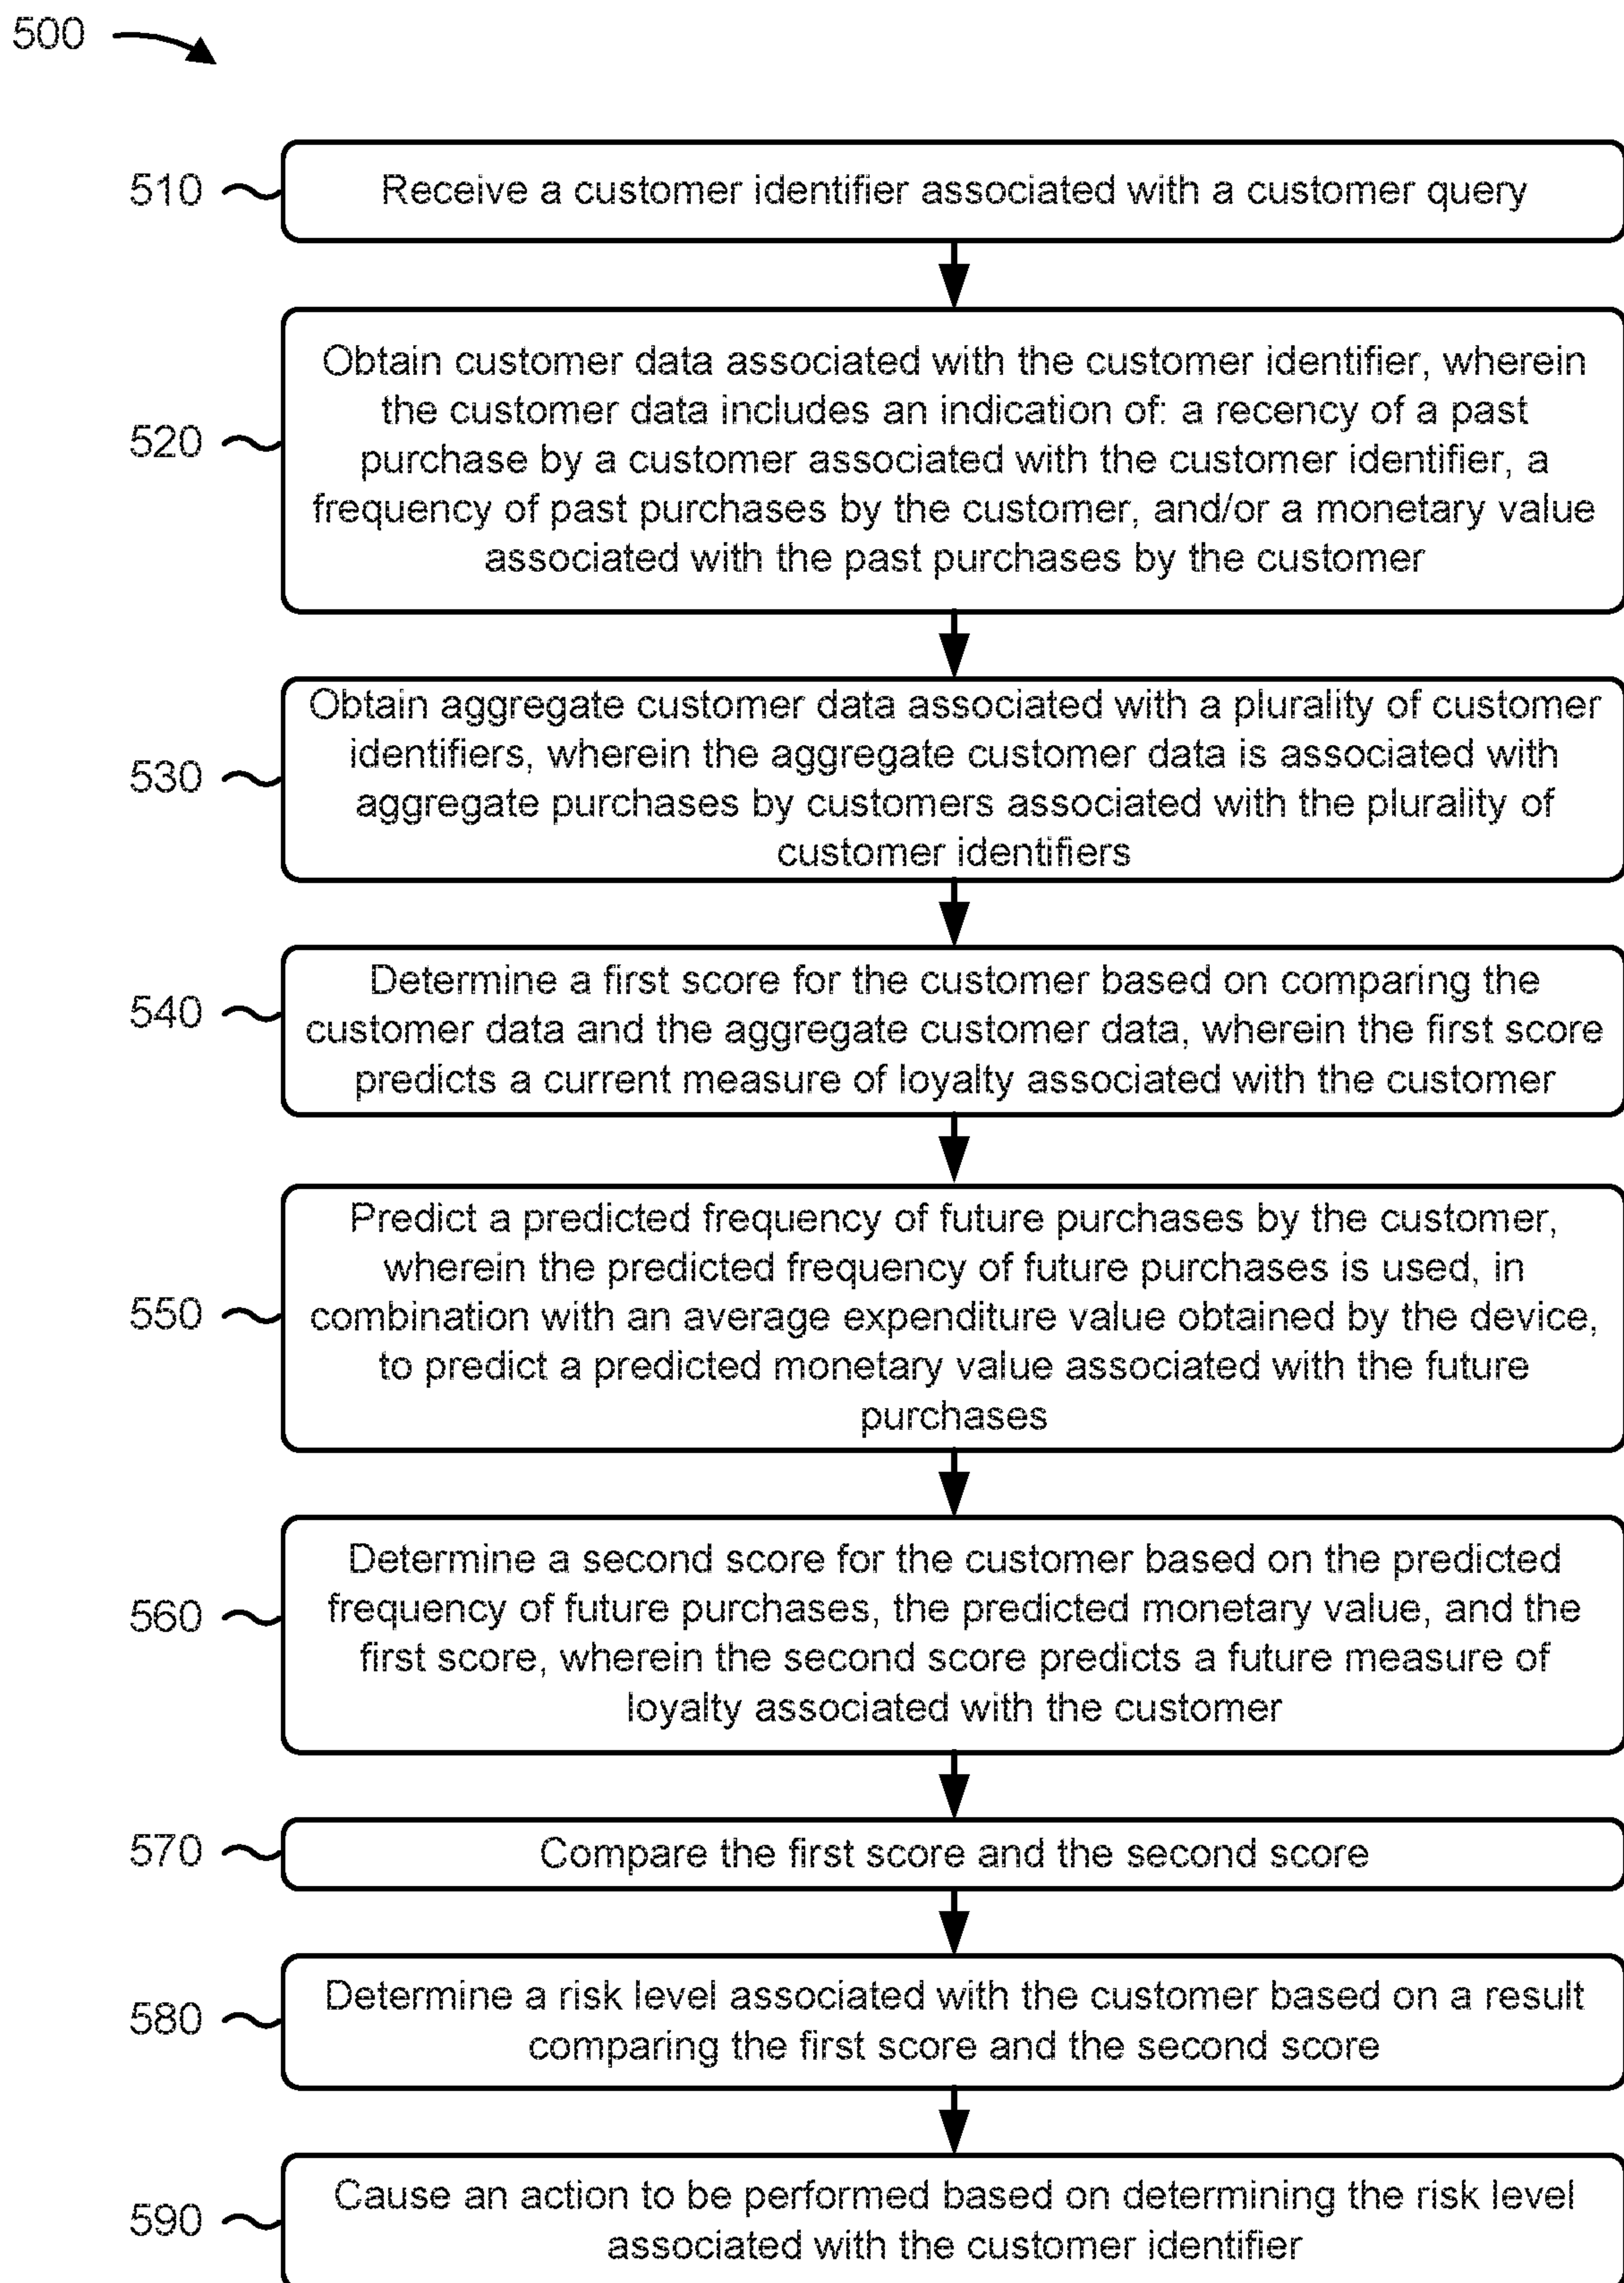 500
510
Receive a customer identifier associated with a customer query
520
Obtain customer data associated with the customer identifier, wherein
the customer data includes an indication of: a recency of a past
purchase by a customer associated with the customer identifier, a
frequency of past purchases by the customer, and/or a monetary value
associated with the past purchases by the customer
530
Obtain aggregate customer data associated with a plurality of customer
identifiers, wherein the aggregate customer data is associated with
aggregate purchases by customers associated with the plurality of
customer identifiers
540
Determine a first score for the customer based on comparing the
customer data and the aggregate customer data, wherein the first score
predicts a current measure of loyalty associated with the customer
550
Predict a predicted frequency of future purchases by the customer,
wherein the predicted frequency of future purchases is used, in
combination with an average expenditure value obtained by the device,
to predict a predicted monetary value associated with the future
purchases
560
Determine a second score for the customer based on the predicted
frequency of future purchases, the predicted monetary value, and the
first score, wherein the second score predicts a future measure of
loyalty associated with the customer
570
Compare the first score and the second score
580
Determine a risk level associated with the customer based on a result
comparing the first score and the second score
590
Cause an action to be performed based on determining the risk level
associated with the customer identifier